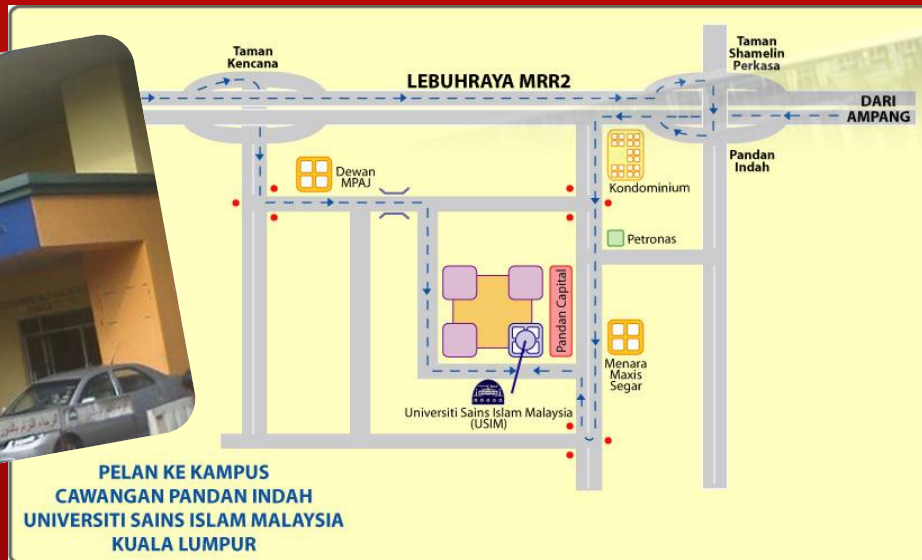 Taman
Kencana
LEBUHRAYA MRR2
Taman
Shamelin
Perkasa
DARI
AMPANG
Pandan
Indah
Dewan
MPAJ
Kondominium
Petronas
Pandan Capital
Menara
Maxis
Segar
Universiti Sains Islam Malaysia
(USIM)
PELAN KE KAMPUS
CAWANGAN PANDAN INDAH
UNIVERSITI SAINS ISLAM MALAYSIA
KUALA LUMPUR